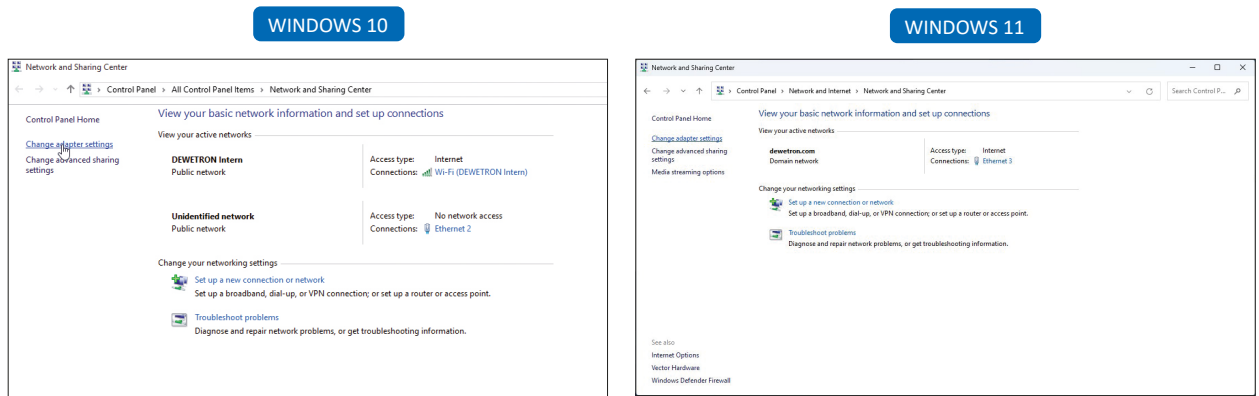 WINDOWS 10
Network and Sharing Center
Control Panel > All Control Panel Items > Network and Sharing Center
Control Panel Home
Change adapter settings
Change advanced sharing
settings
View your basic network information and set up connections
View your active networks
DEWETRON Intern
Public network
Access type: Internet
Connections: Wi-Fi (DEWETRON Intern)
Unidentified network
Public network
Access type: No network access
Connections: Ethernet 2
Change your networking settings
Set up a new connection or network
Set up a broadband, dial-up, or VPN connection; or set up a router or access point.
Troubleshoot problems
Diagnose and repair network problems, or get troubleshooting information.
WINDOWS 11
Network and Sharing Center
Control Panel > Network and Internet > Network and Sharing Center
Search Control P...
Control Panel Home
Change adapter settings
Change advanced sharing
settings
Media streaming options
View your basic network information and set up connections
View your active networks
dewetron.com
Domain network
Access type: Internet
Connections: Ethernet 3
Change your networking settings
Set up a new connection or network
Set up a broadband, dial-up, or VPN connection; or set up a router or access point.
Troubleshoot problems
Diagnose and repair network problems, or get troubleshooting information.
See also
Internet Options
Vector Hardware
Windows Defender Firewall